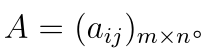 A = (a_{ij})_{m×n}。